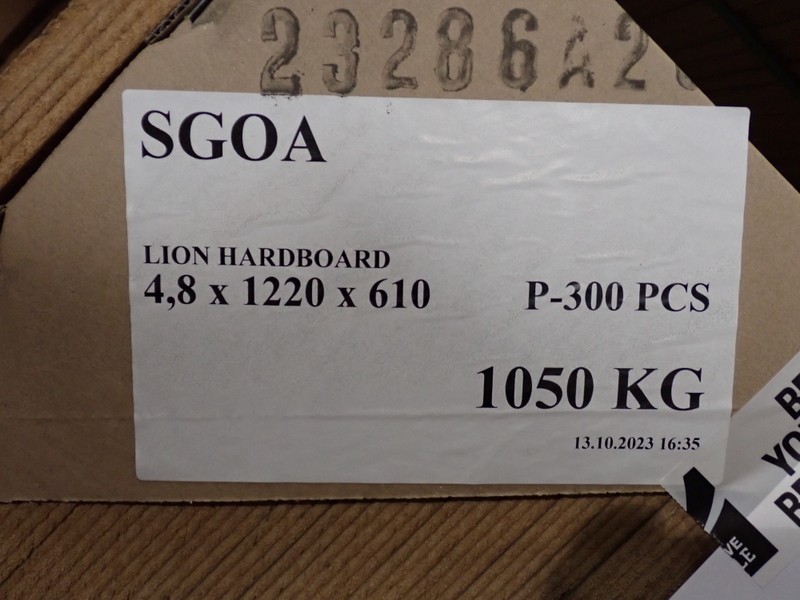 23286A2
SGOA
LION HARDBOARD
4,8 x 1220 x 610 P-300 PCS
1050 KG
13.10.2023 16:35